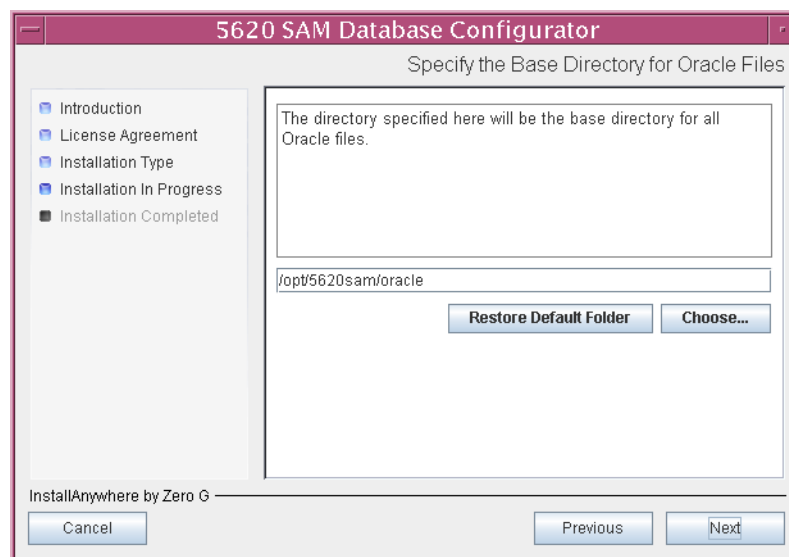 5620 SAM Database Configurator
Specify the Base Directory for Oracle Files
Introduction
License Agreement
Installation Type
Installation In Progress
Installation Completed
The directory specified here will be the base directory for all
Oracle files.
/opt/5620sam/oracle
Restore Default Folder
Choose...
InstallAnywhere by Zero G
Cancel
Previous
Next